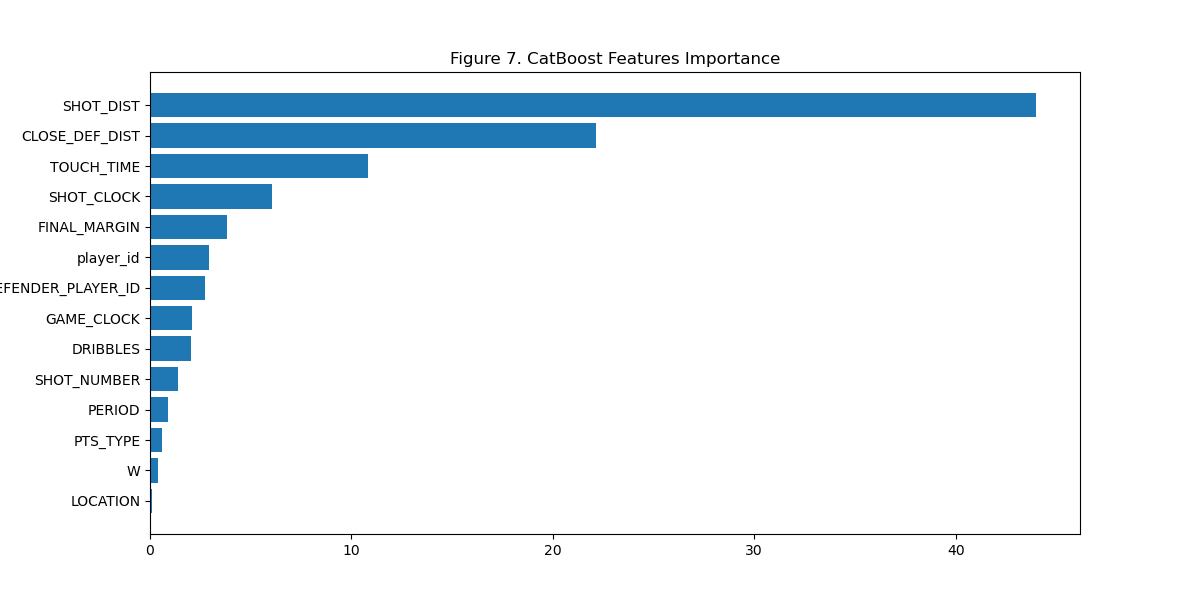 Figure 7. CatBoost Features Importance
SHOT_DIST
CLOSE_DEF_DIST
TOUCH_TIME
SHOT_CLOCK
FINAL_MARGIN
player_id
EFENDER_PLAYER_ID
GAME_CLOCK
DRIBBLES
SHOT_NUMBER
PERIOD
PTS_TYPE
W
LOCATION
0 10 20 30 40